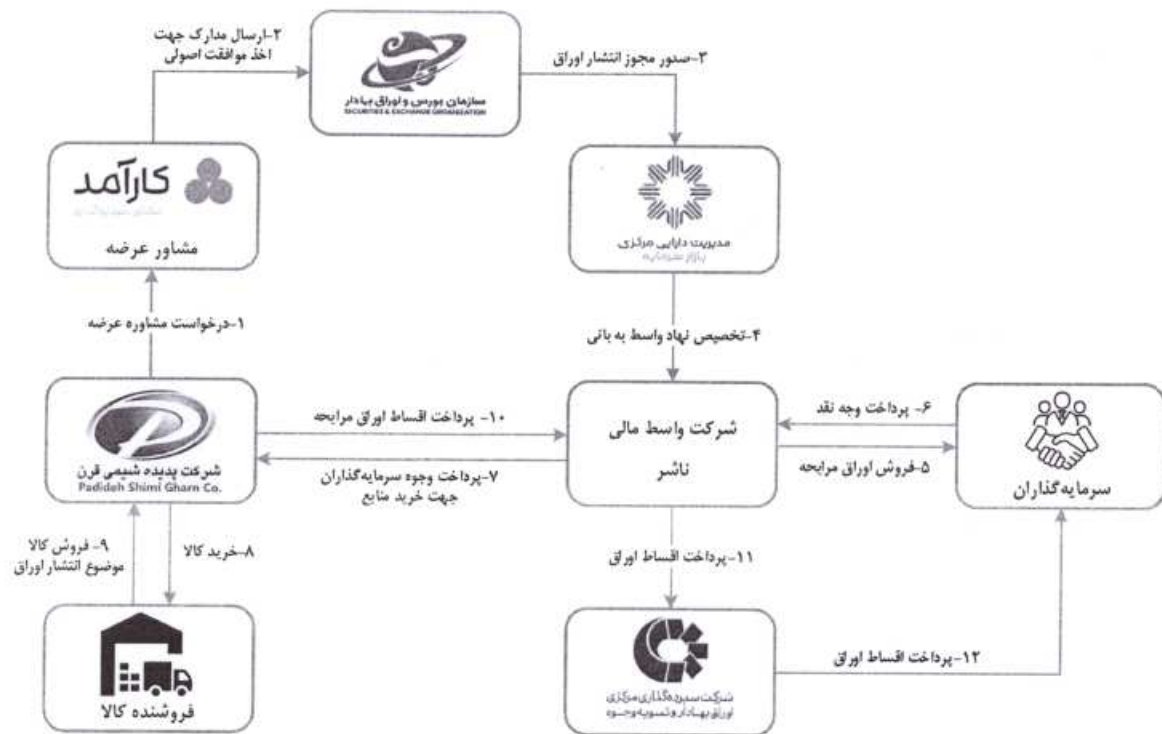 ۲-ارسال مدارک جهت
اخذ موافقت اصولی
سازمان بورس و اوراق بهادار
SECURITIES & EXCHANGE ORGANIZATION
۳-صدور مجوز انتشار اوراق
کارآمد
مشاور عرضه
مدیریت دارایی مرکزی
بازار سرمایه
۱-درخواست مشاوره عرضه
۴-تخصیص نهاد واسط به بانی
شرکت پدیده شیمی قرن
Padideh Shimi Gharn Co.
۱۰- پرداخت اقساط اوراق مرابحه
۷-پرداخت وجوه سرمایه‌گذاران
جهت خرید منابع
شرکت واسط مالی
ناشر
۶- پرداخت وجه نقد
۵-فروش اوراق مرابحه
سرمایه‌گذاران
۹- فروش کالا
موضوع انتشار اوراق
۸-خرید کالا
۱۱-پرداخت اقساط اوراق
فروشنده کالا
شرکت سپرده‌گذاری مرکزی
اوراق بهادار و تسویه وجوه
۱۲-پرداخت اقساط اوراق